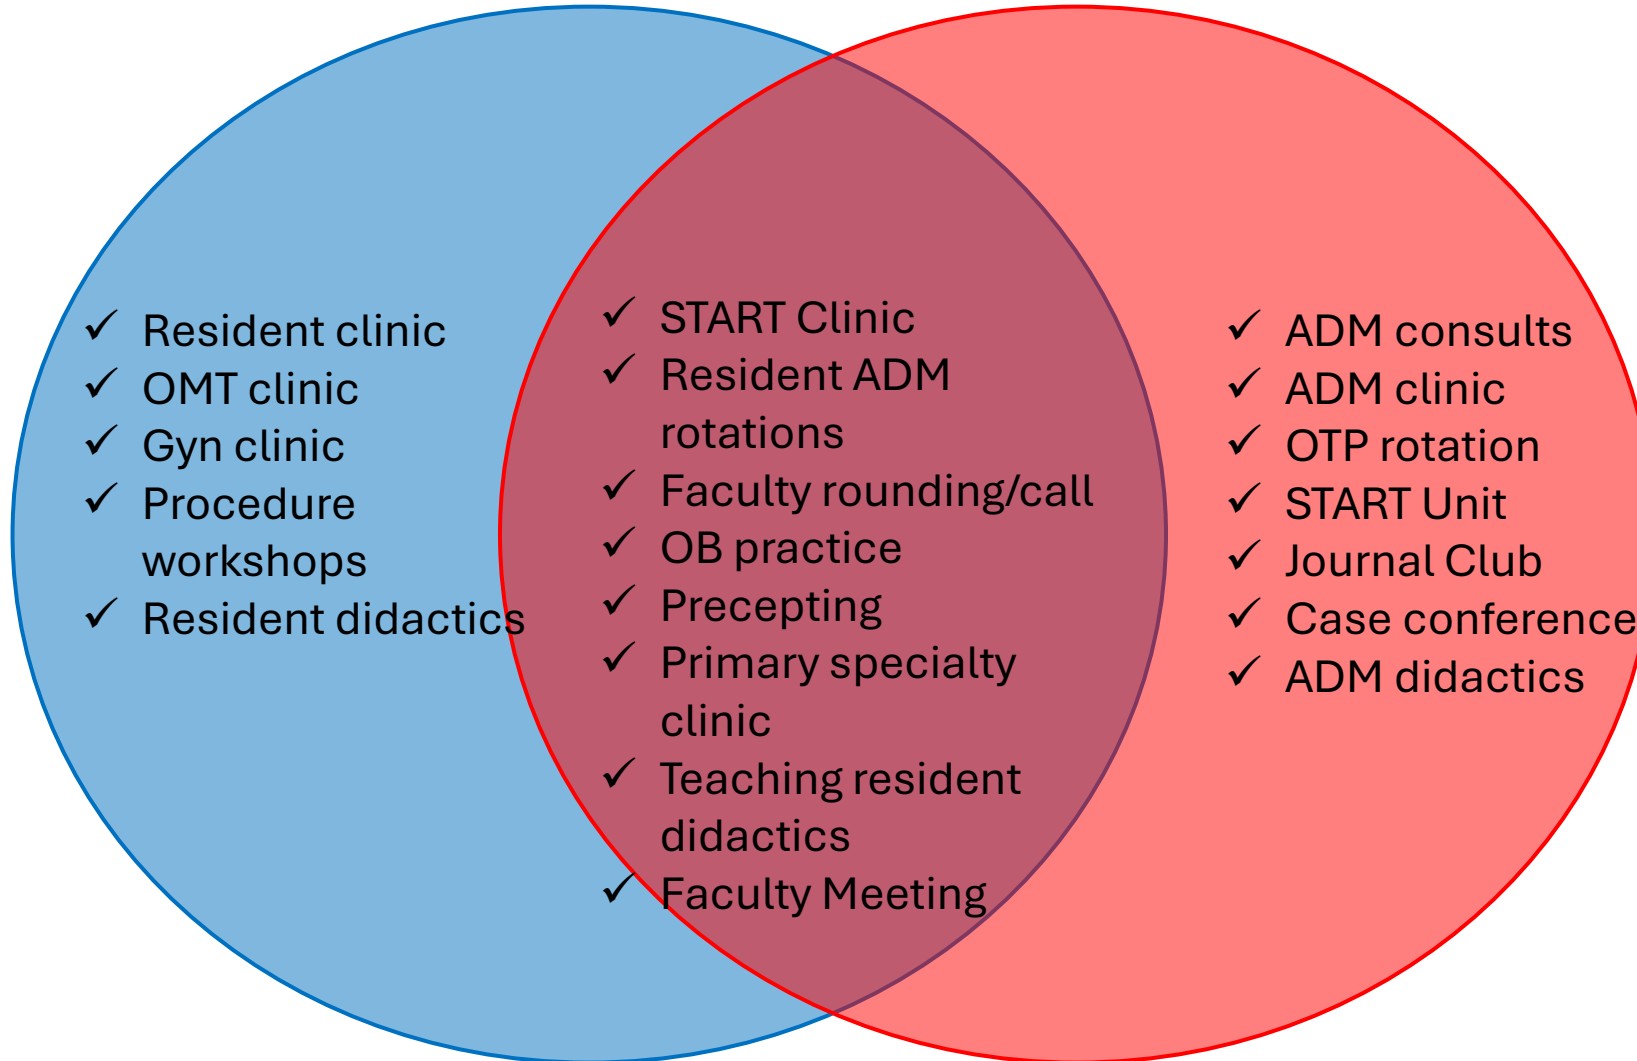 ✓ Resident clinic
✓ OMT clinic
✓ Gyn clinic
✓ Procedure
workshops
✓ Resident didactics
✓ START Clinic
✓ Resident ADM
rotations
✓ Faculty rounding/call
✓ OB practice
✓ Precepting
✓ Primary specialty
clinic
✓ Teaching resident
didactics
✓ Faculty Meeting
✓ ADM consults
✓ ADM clinic
✓ OTP rotation
✓ START Unit
✓ Journal Club
✓ Case conference
✓ ADM didactics